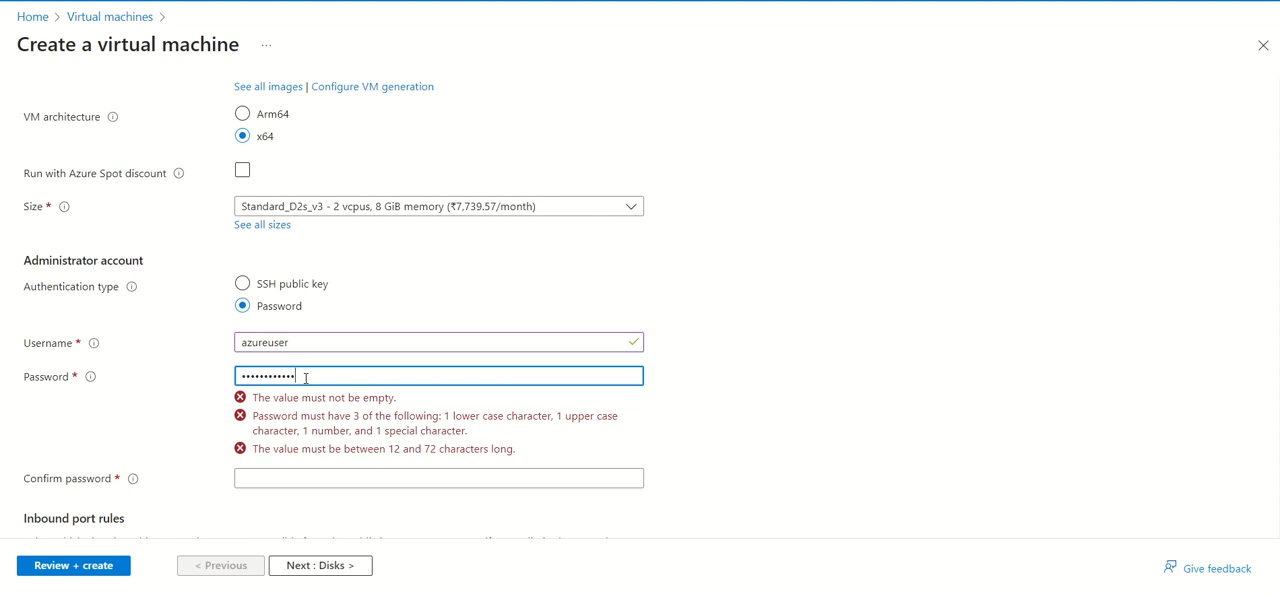 Home > Virtual machines >
Create a virtual machine ...
See all images | Configure VM generation
VM architecture
Arm64
x64
Run with Azure Spot discount
Size *
Standard_D2s_v3 - 2 vcpus, 8 GiB memory (₹7,739.57/month)
See all sizes
Administrator account
Authentication type
SSH public key
Password
Username *
azureuser
Password *
••••••••••••
The value must not be empty.
Password must have 3 of the following: 1 lower case character, 1 upper case
character, 1 number, and 1 special character.
The value must be between 12 and 72 characters long.
Confirm password *
Inbound port rules
Review + create
< Previous
Next : Disks >
Give feedback